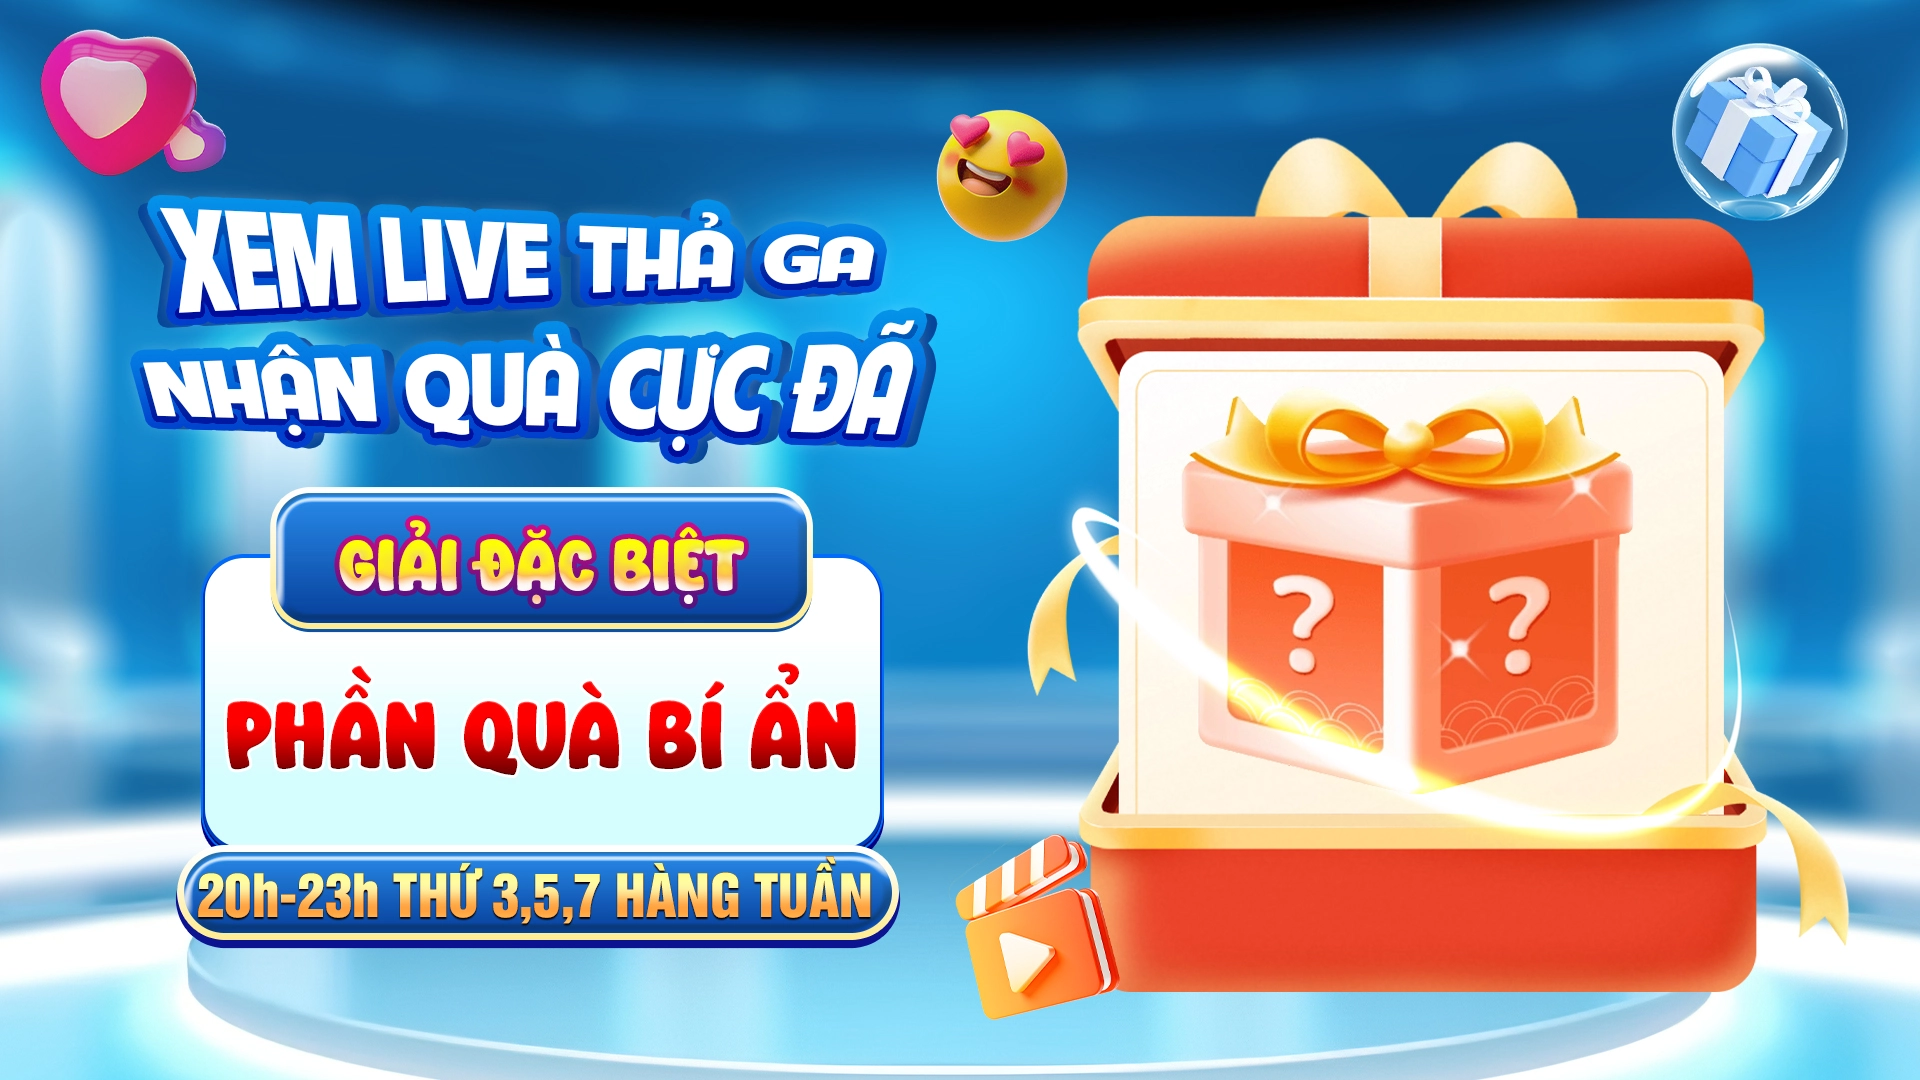 XEM LIVE THẢ GA
NHẬN QUÀ CỰC ĐÃ
GIẢI ĐẶC BIỆT
PHẦN QUÀ BÍ ẨN
20h-23h THỨ 3,5,7 HÀNG TUẦN
? ?